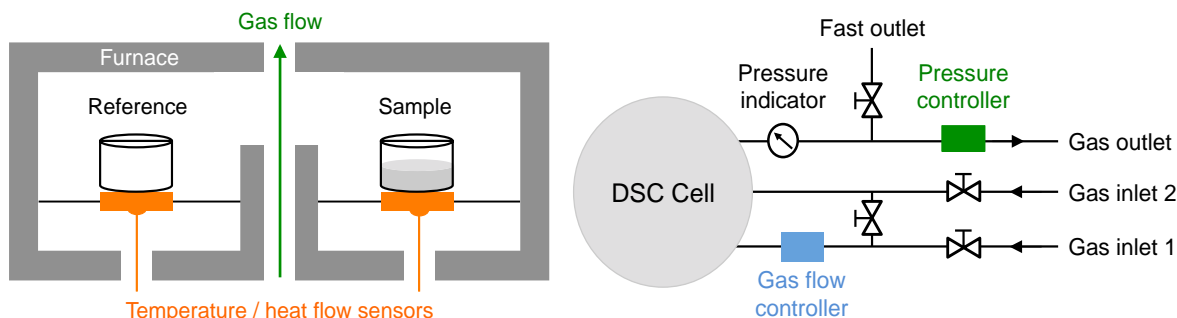 Gas flow
Furnace
Reference
Sample
Temperature / heat flow sensors
Fast outlet
Pressure
indicator
Pressure
controller
Gas outlet
DSC Cell
Gas inlet 2
Gas inlet 1
Gas flow
controller